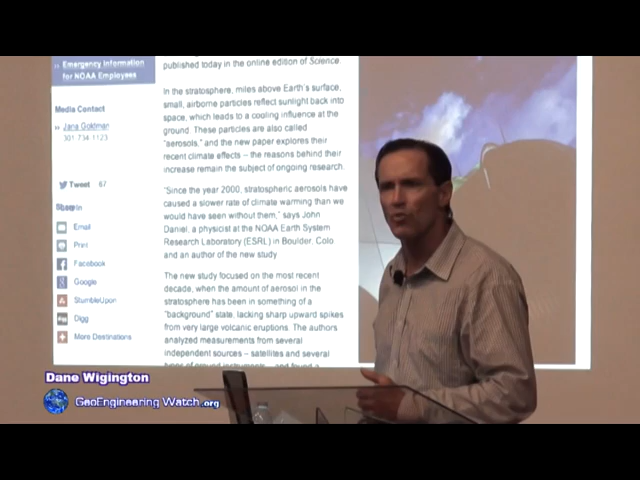 » Emergency Information
for NOAA Employees
Media Contact
» Jana Goldman
301-734-1123
Tweet 67
Email
Print
Facebook
Google
StumbleUpon
Digg
More Destinations
published today in the online edition of Science.
In the stratosphere, miles above Earth's surface,
small, airborne particles reflect sunlight back into
space, which leads to a cooling influence at the
ground. These particles are also called
"aerosols," and the new paper explores their
recent climate effects – the reasons behind their
increase remain the subject of ongoing research.
"Since the year 2000, stratospheric aerosols have
caused a slower rate of climate warming than we
would have seen without them," says John
Daniel, a physicist at the NOAA Earth System
Research Laboratory (ESRL) in Boulder, Colo
and an author of the new study
The new study focused on the most recent
decade, when the amount of aerosol in the
stratosphere has been in something of a
"background" state, lacking sharp upward spikes
from very large volcanic eruptions. The authors
analyzed measurements from several
independent sources – satellites and several
types of ground instruments – and found a
Dane Wigington
GeoEngineering Watch.org